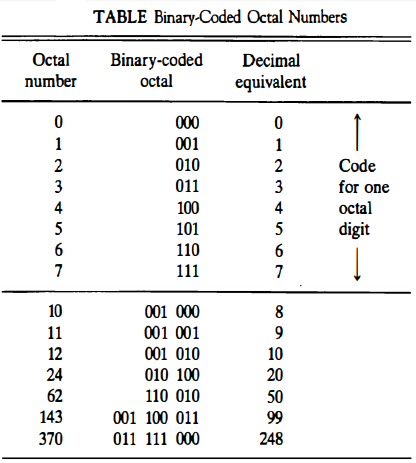 TABLE Binary-Coded Octal Numbers
Octal number Binary-coded octal Decimal equivalent
0 000 0
1 001 1
2 010 2 Code
3 011 3 for one
4 100 4 octal
5 101 5 digit
6 110 6
7 111 7
10 001 000 8
11 001 001 9
12 001 010 10
24 010 100 20
62 110 010 50
143 001 100 011 99
370 011 111 000 248